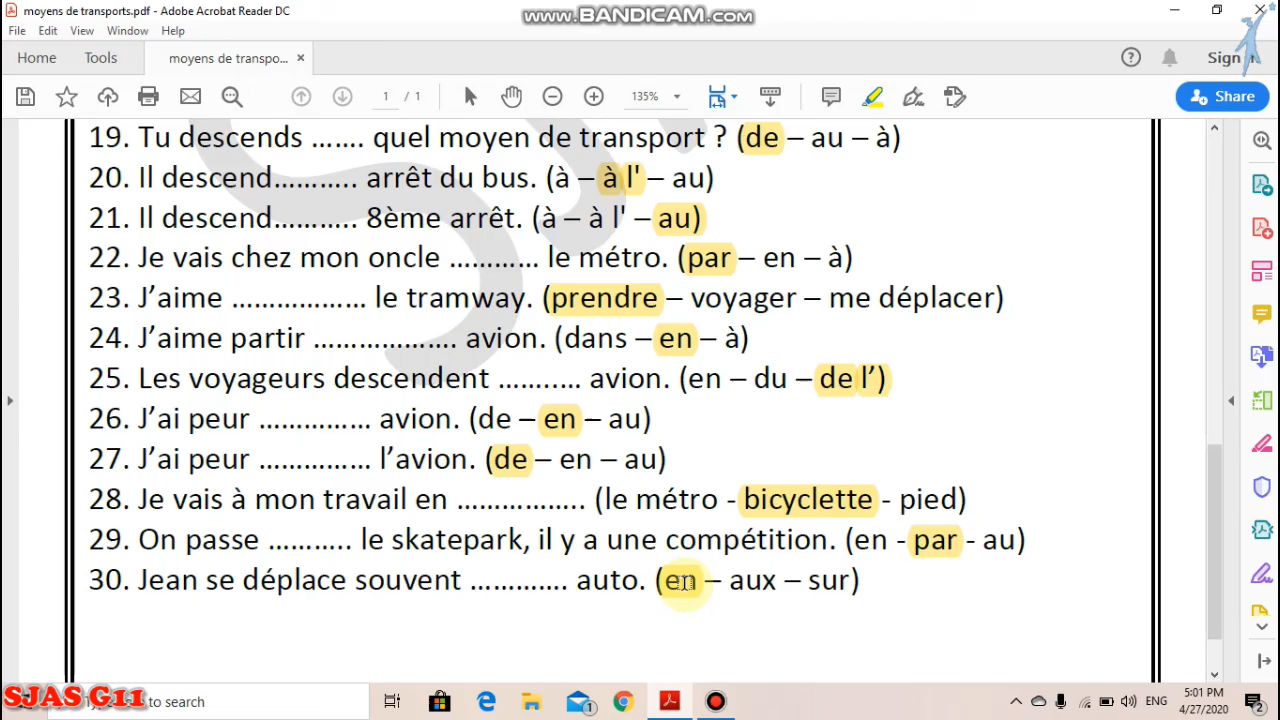 moyens de transports.pdf - Adobe Acrobat Reader DC
www.BANDICAM.com
File Edit View Window Help
Home Tools moyens de transpo... × Sign In
1 / 1 135% Share
19. Tu descends ……. quel moyen de transport ? (de – au – à)
20. Il descend……….. arrêt du bus. (à – à l' – au)
21. Il descend……….. 8ème arrêt. (à – à l' – au)
22. Je vais chez mon oncle ………… le métro. (par – en – à)
23. J’aime ……………… le tramway. (prendre – voyager – me déplacer)
24. J’aime partir ………………. avion. (dans – en – à)
25. Les voyageurs descendent ……..… avion. (en – du – de l’)
26. J’ai peur …………… avion. (de – en – au)
27. J’ai peur …………… l’avion. (de – en – au)
28. Je vais à mon travail en …………….. (le métro - bicyclette - pied)
29. On passe ……….. le skatepark, il y a une compétition. (en - par - au)
30. Jean se déplace souvent …………. auto. (en – aux – sur)
SJAS G11
to search
1
ENG
5:01 PM
4/27/2020
2